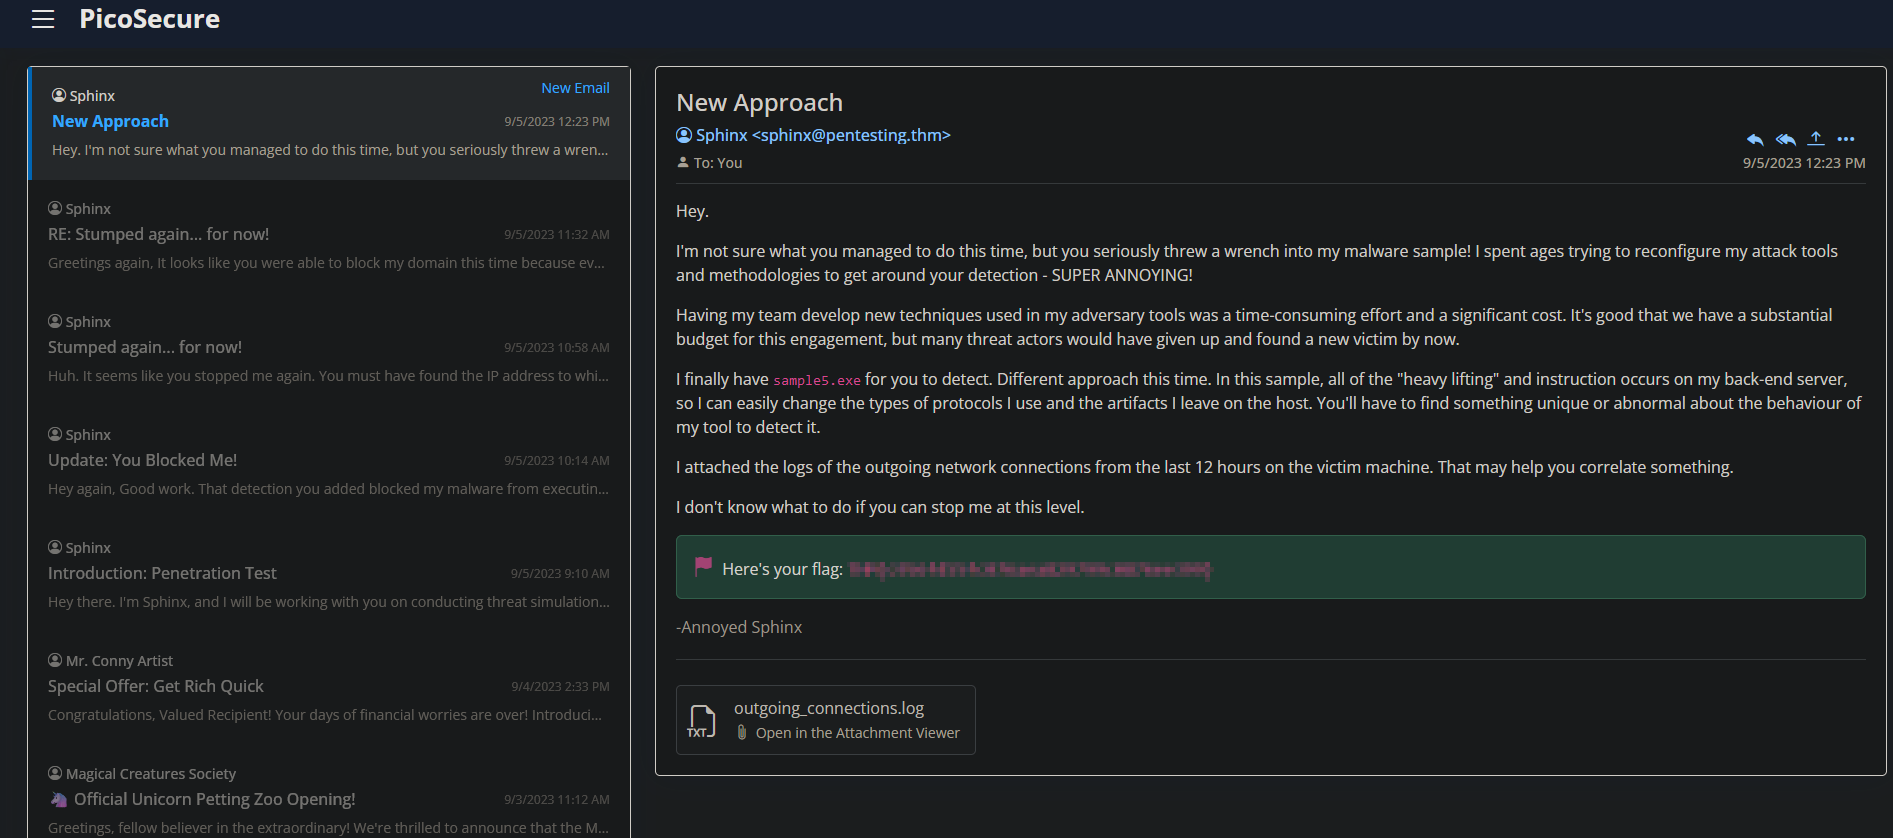 PicoSecure
Sphinx
New Email
New Approach
9/5/2023 12:23 PM
Hey. I'm not sure what you managed to do this time, but you seriously threw a wren...
Sphinx
RE: Stumped again... for now!
9/5/2023 11:32 AM
Greetings again, It looks like you were able to block my domain this time because ev...
Sphinx
Stumped again... for now!
9/5/2023 10:58 AM
Huh. It seems like you stopped me again. You must have found the IP address to whi...
Sphinx
Update: You Blocked Me!
9/5/2023 10:14 AM
Hey again, Good work. That detection you added blocked my malware from executin...
Sphinx
Introduction: Penetration Test
9/5/2023 9:10 AM
Hey there. I'm Sphinx, and I will be working with you on conducting threat simulation...
Mr. Conny Artist
Special Offer: Get Rich Quick
9/4/2023 2:33 PM
Congratulations, Valued Recipient! Your days of financial worries are over! Introduci...
Magical Creatures Society
🦄 Official Unicorn Petting Zoo Opening!
9/3/2023 11:12 AM
Greetings, fellow believer in the extraordinary! We're thrilled to announce that the M...
New Approach
Sphinx <sphinx@pentesting.thm>
To: You
9/5/2023 12:23 PM
Hey.
I'm not sure what you managed to do this time, but you seriously threw a wrench into my malware sample! I spent ages trying to reconfigure my attack tools
and methodologies to get around your detection - SUPER ANNOYING!
Having my team develop new techniques used in my adversary tools was a time-consuming effort and a significant cost. It's good that we have a substantial
budget for this engagement, but many threat actors would have given up and found a new victim by now.
I finally have sample5.exe for you to detect. Different approach this time. In this sample, all of the "heavy lifting" and instruction occurs on my back-end server,
so I can easily change the types of protocols I use and the artifacts I leave on the host. You'll have to find something unique or abnormal about the behaviour of
my tool to detect it.
I attached the logs of the outgoing network connections from the last 12 hours on the victim machine. That may help you correlate something.
I don't know what to do if you can stop me at this level.
Here's your flag:
-Annoyed Sphinx
TXT
outgoing_connections.log
Open in the Attachment Viewer